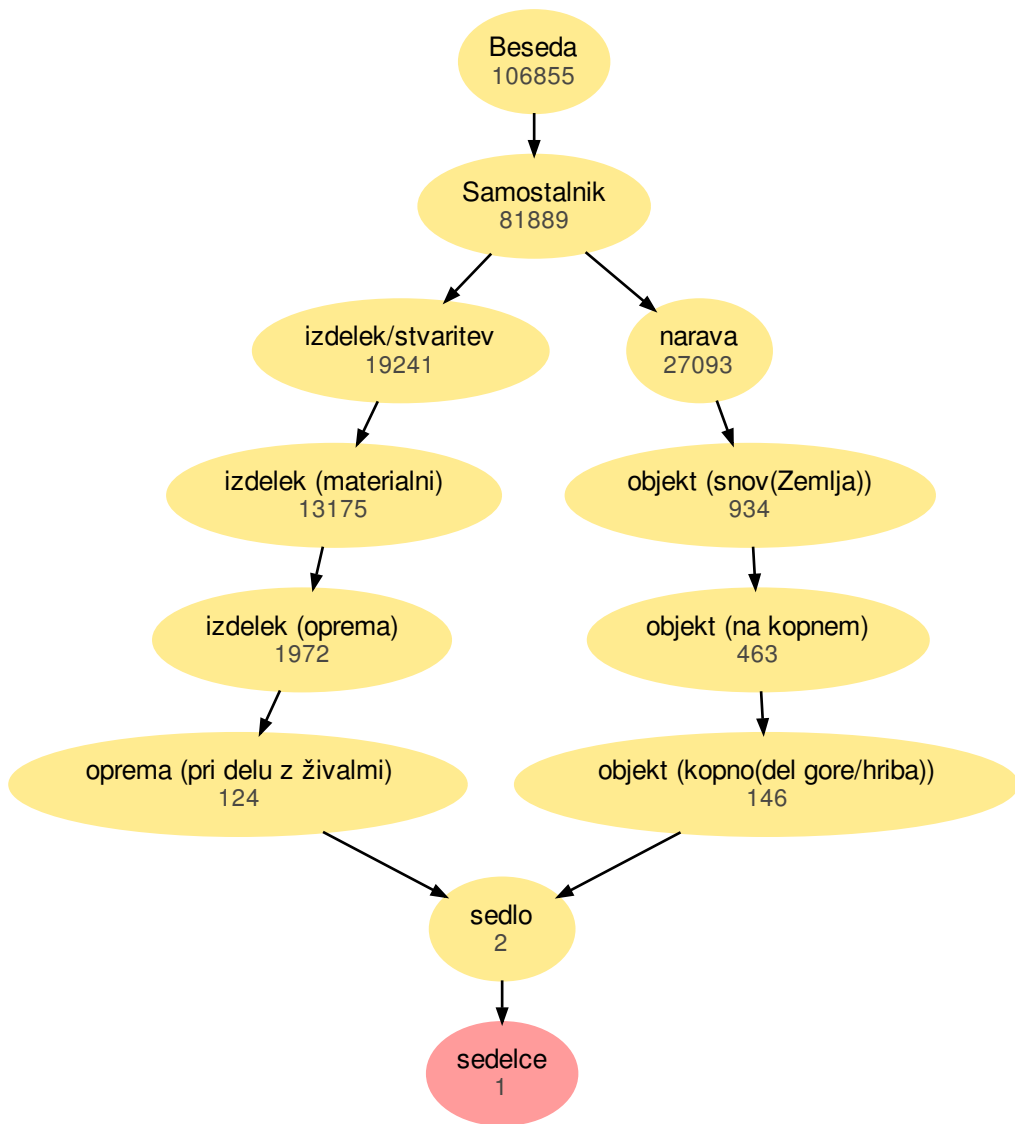 Beseda
106855
Samostalnik
81889
izdelek/stvaritev
19241
narava
27093
izdelek (materialni)
13175
objekt (snov(Zemlja))
934
izdelek (oprema)
1972
objekt (na kopnem)
463
oprema (pri delu z živalmi)
124
objekt (kopno(del gore/hriba))
146
sedlo
2
sedelce
1